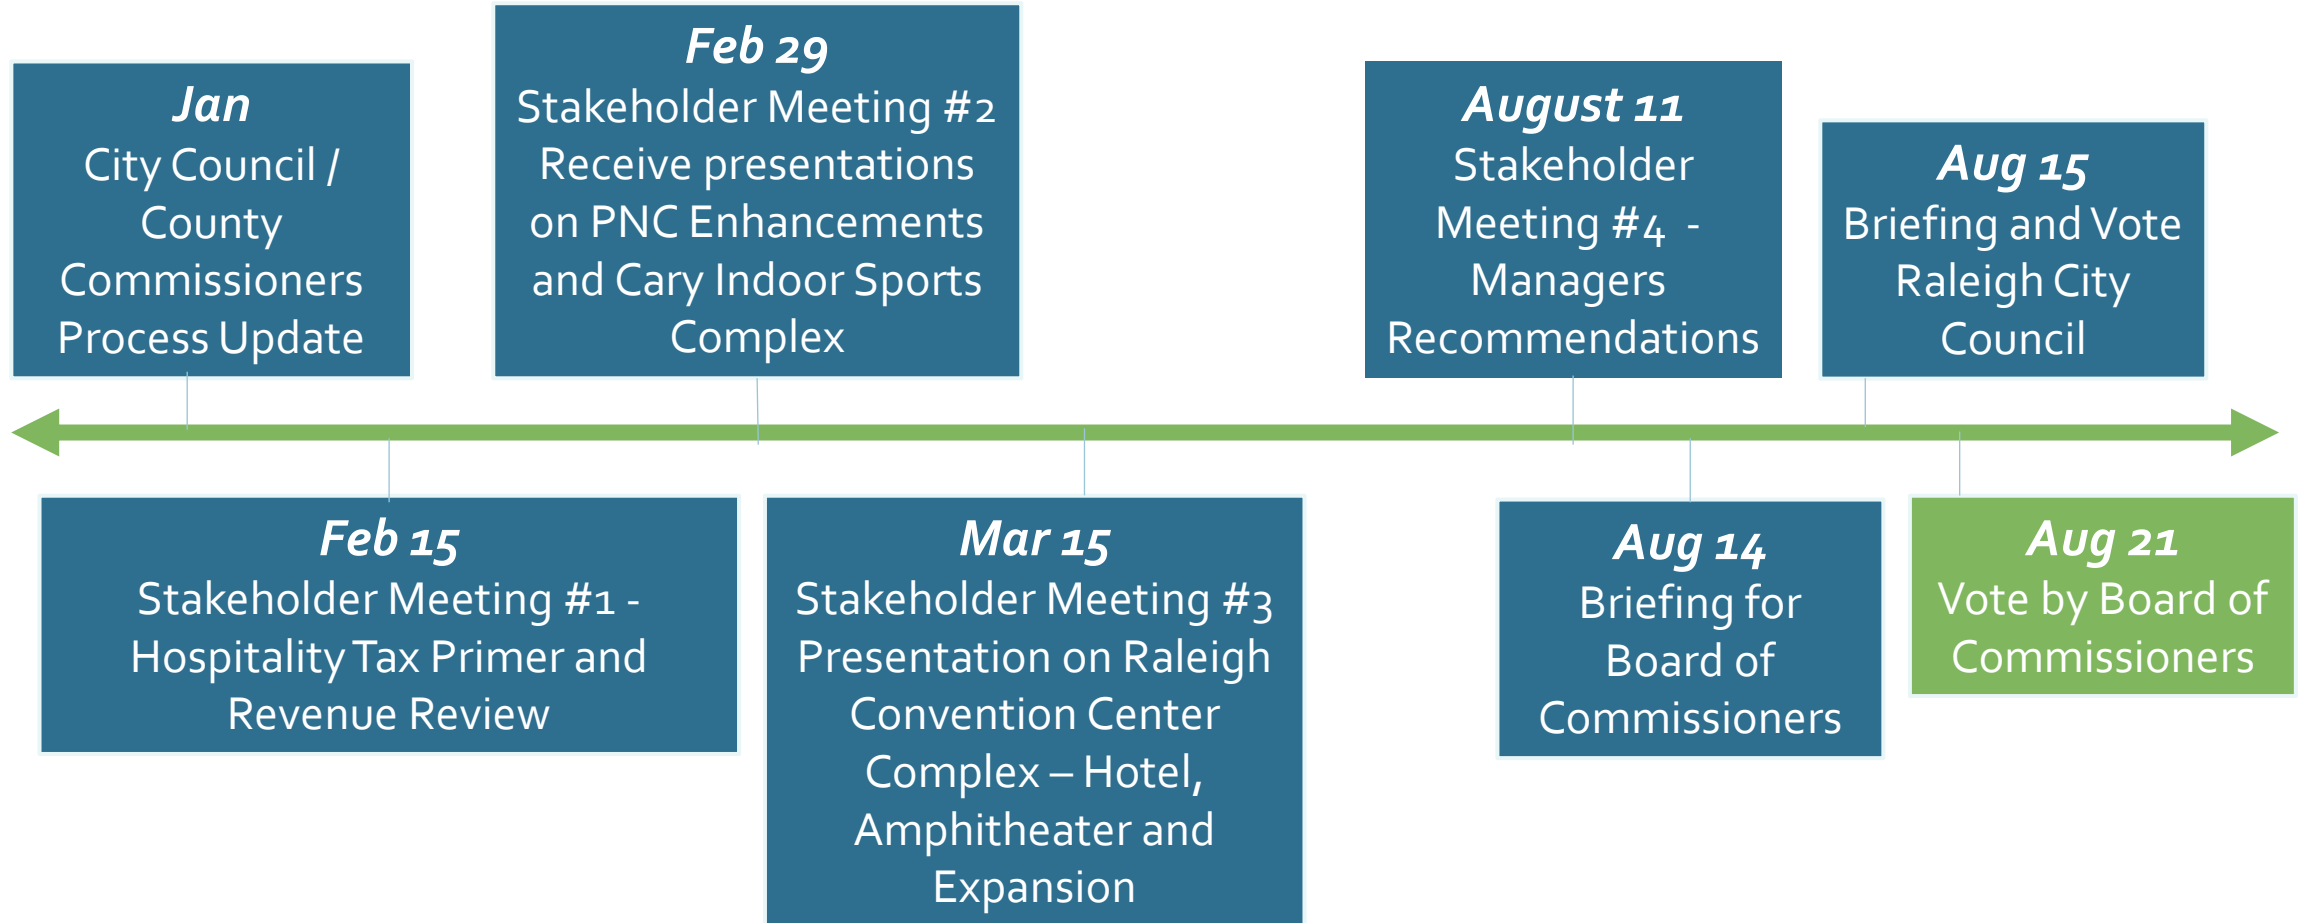 Jan
City Council /
County
Commissioners
Process Update
Feb 29
Stakeholder Meeting #2
Receive presentations
on PNC Enhancements
and Cary Indoor Sports
Complex
August 11
Stakeholder
Meeting #4 -
Managers
Recommendations
Aug 15
Briefing and Vote
Raleigh City
Council
Feb 15
Stakeholder Meeting #1 -
Hospitality Tax Primer and
Revenue Review
Mar 15
Stakeholder Meeting #3
Presentation on Raleigh
Convention Center
Complex – Hotel,
Amphitheater and
Expansion
Aug 14
Briefing for
Board of
Commissioners
Aug 21
Vote by Board of
Commissioners